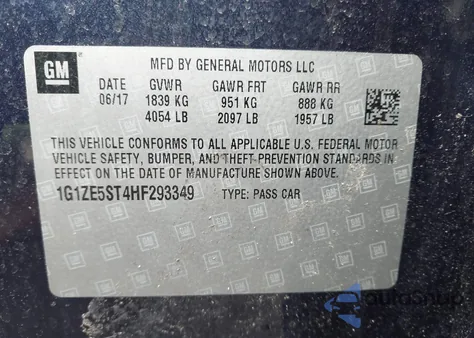 GM
MFD BY GENERAL MOTORS LLC
DATE GVWR GAWR FRT GAWR RR
06/17 1839 KG 951 KG 888 KG
4054 LB 2097 LB 1957 LB
THIS VEHICLE CONFORMS TO ALL APPLICABLE U.S. FEDERAL MOTOR
VEHICLE SAFETY, BUMPER, AND THEFT-PREVENTION STANDARDS IN
EFFECT ON THE DATE OF MANUFACTURE SHOWN ABOVE.
1G1ZE5ST4HF293349 TYPE: PASS CAR
AutoSnap